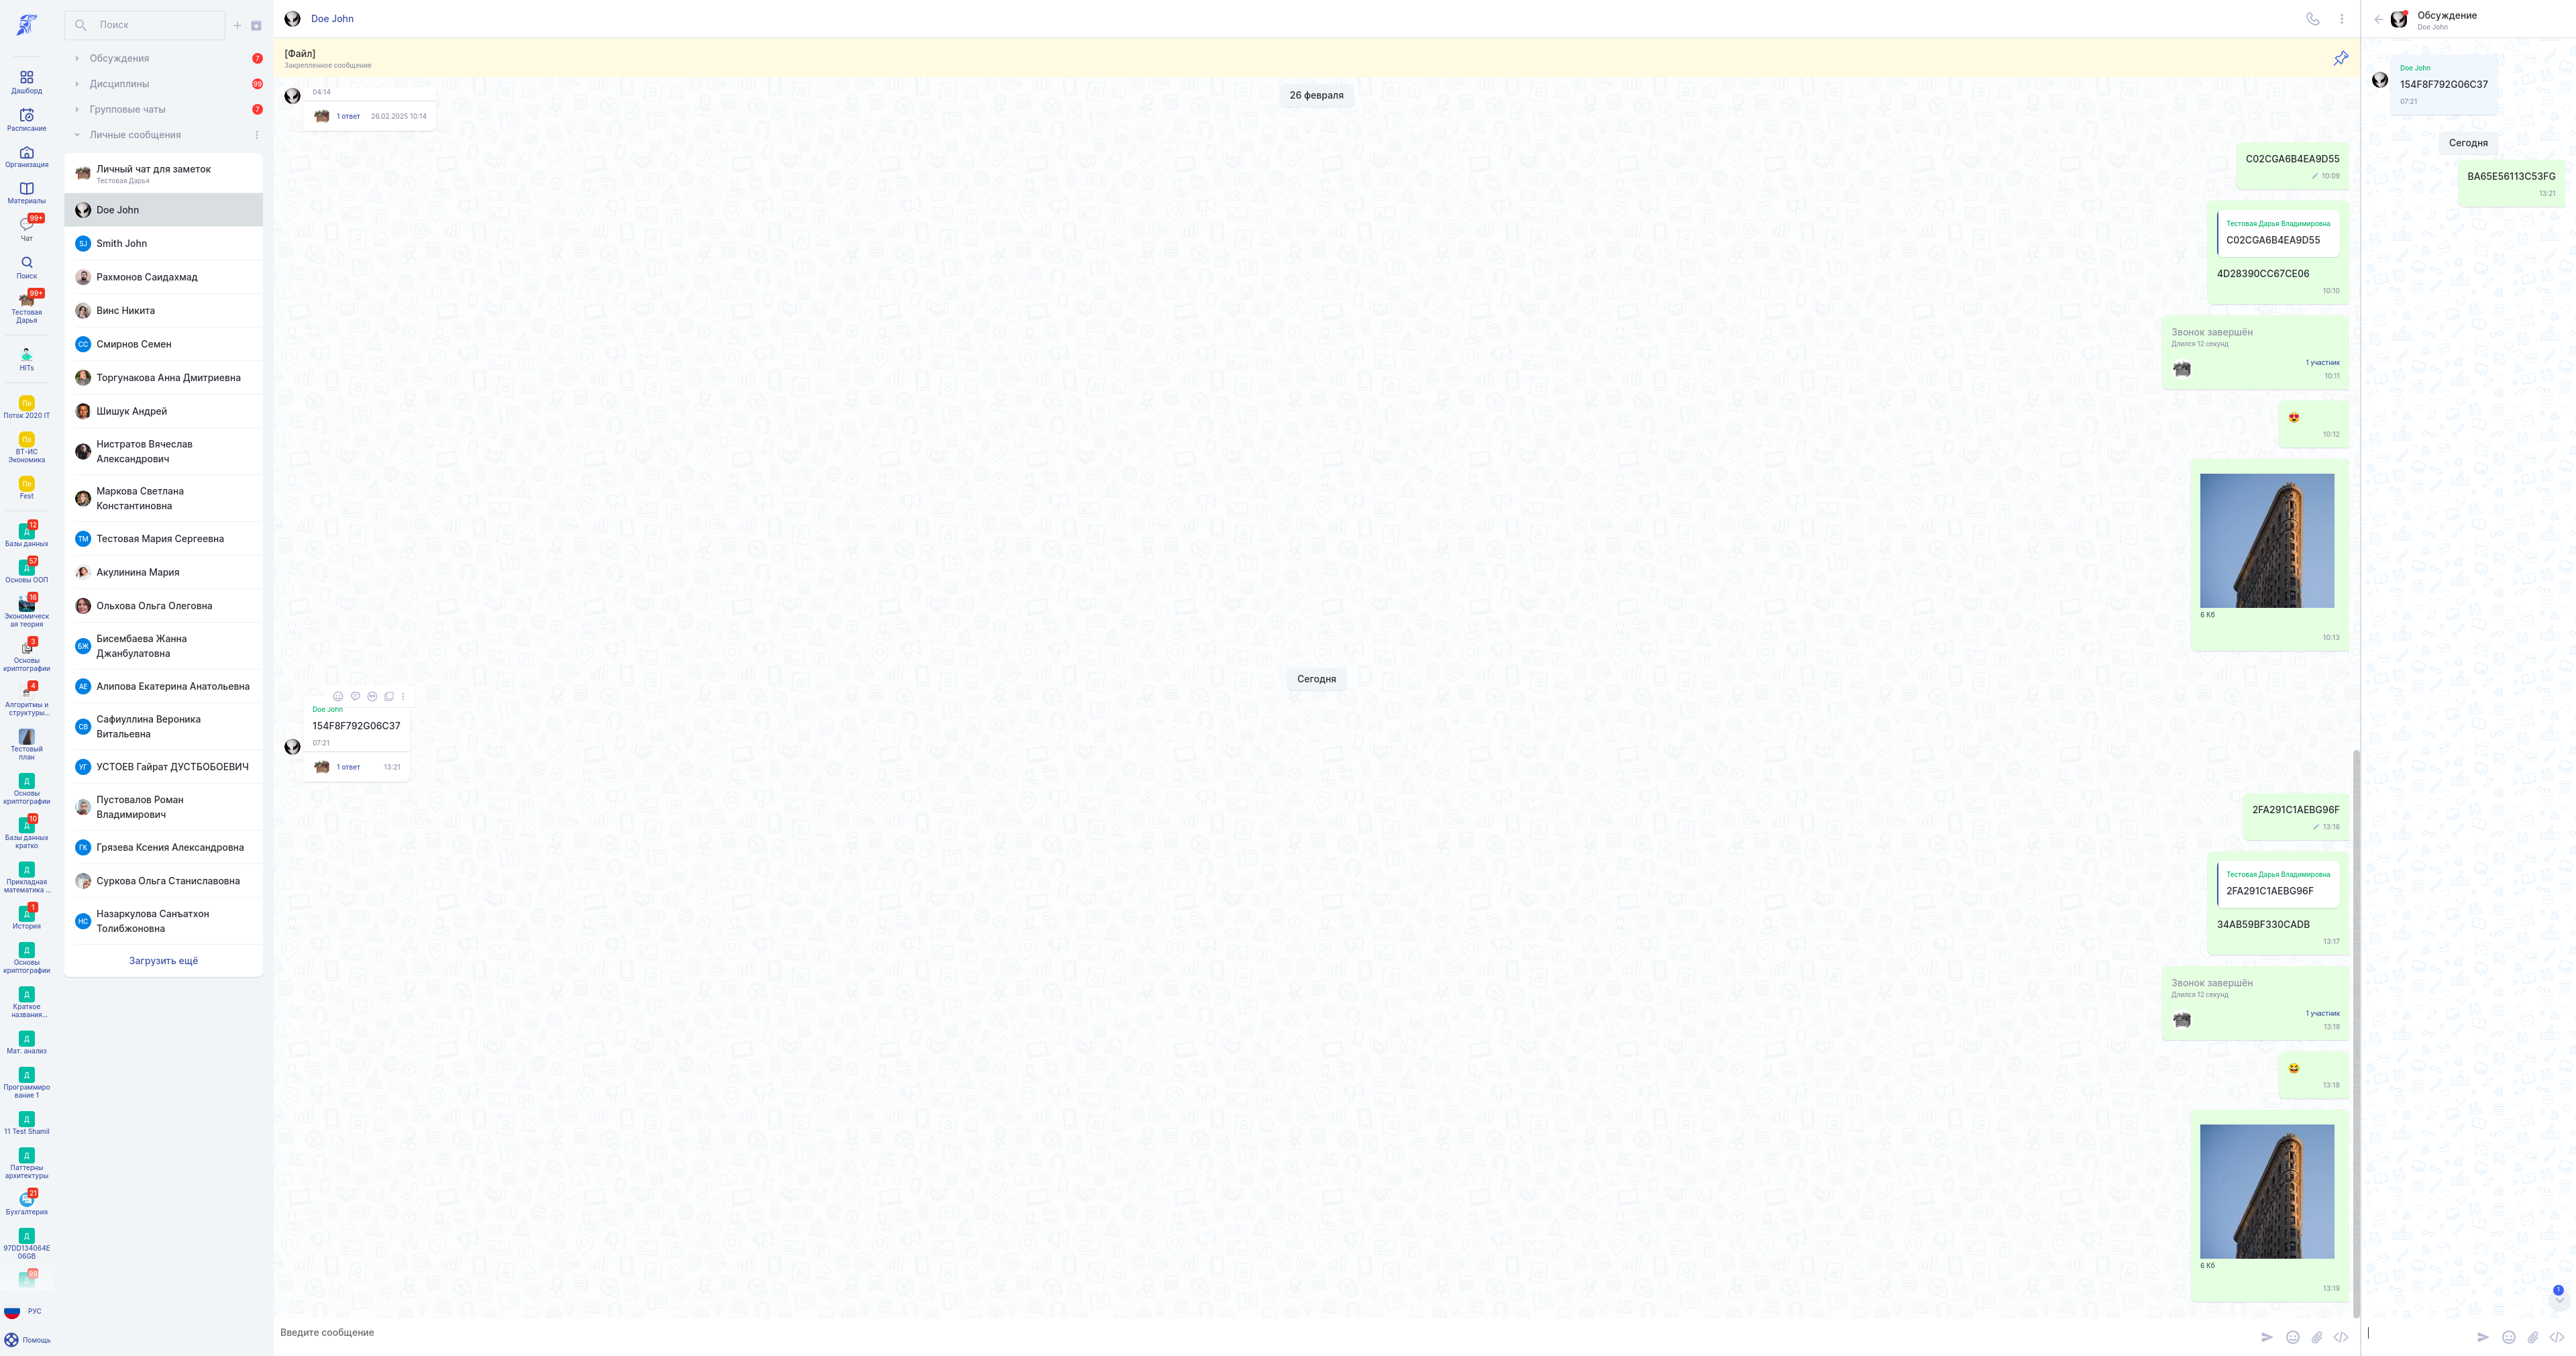 Дашборд
Расписание
Организация
Материалы
99+
Чат
Поиск
99+
Тестовая
Дарья
HITs
По
Поток 2020 IT
По
ВТ-ИС
Экономика
По
Fest
12
Д
Базы данных
57
Д
Основы ООП
16
Экономическ
ая теория
3
Основы
криптографии
4
Алгоритмы и
структуры...
Тестовый
план
Д
Основы
криптографии
10
Д
Базы данных
кратко
Д
Прикладная
математика ...
1
Д
История
Д
Основы
криптографии
Д
Краткое
названия...
Д
Мат. анализ
Д
Программиро
вание 1
Д
11 Test Shamil
Д
Паттерны
архитектуры
21
Бухгалтерия
Д
97DD134064E
06GB
99
Д
РУС
Помощь
Поиск
Обсуждения 7
Дисциплины 99
Групповые чаты 7
Личные сообщения
Личный чат для заметок
Тестовая Дарья
Doe John
SJ Smith John
Рахмонов Саидахмад
Винс Никита
СС Смирнов Семен
Торгунакова Анна Дмитриевна
Шишук Андрей
Нистратов Вячеслав
Александрович
Маркова Светлана
Константиновна
ТМ Тестовая Мария Сергеевна
Акулинина Мария
Ольхова Ольга Олеговна
БЖ Бисембаева Жанна
Джанбулатовна
АЕ Алипова Екатерина Анатольевна
СВ Сафиуллина Вероника
Витальевна
УГ УСТОЕВ Гайрат ДУСТБОБОЕВИЧ
Пустовалов Роман
Владимирович
ГК Грязева Ксения Александровна
Суркова Ольга Станиславовна
НС Назаркулова Санъатхон
Толибжоновна
Загрузить ещё
Doe John
[Файл]
Закрепленное сообщение
04:14
1 ответ 26.02.2025 10:14
26 февраля
C02CGA6B4EA9D55
10:09
Тестовая Дарья Владимировна
C02CGA6B4EA9D55
4D28390CC67CE06
10:10
Звонок завершён
Длился 12 секунд
1 участник
10:11
10:12
6 Кб
10:13
Сегодня
Doe John
154F8F792G06C37
07:21
1 ответ 13:21
2FA291C1AEBG96F
13:16
Тестовая Дарья Владимировна
2FA291C1AEBG96F
34AB59BF330CADB
13:17
Звонок завершён
Длился 12 секунд
1 участник
13:18
13:18
6 Кб
13:19
Введите сообщение
Обсуждение
Doe John
Doe John
154F8F792G06C37
07:21
Сегодня
BA65E56113C53FG
13:21
1